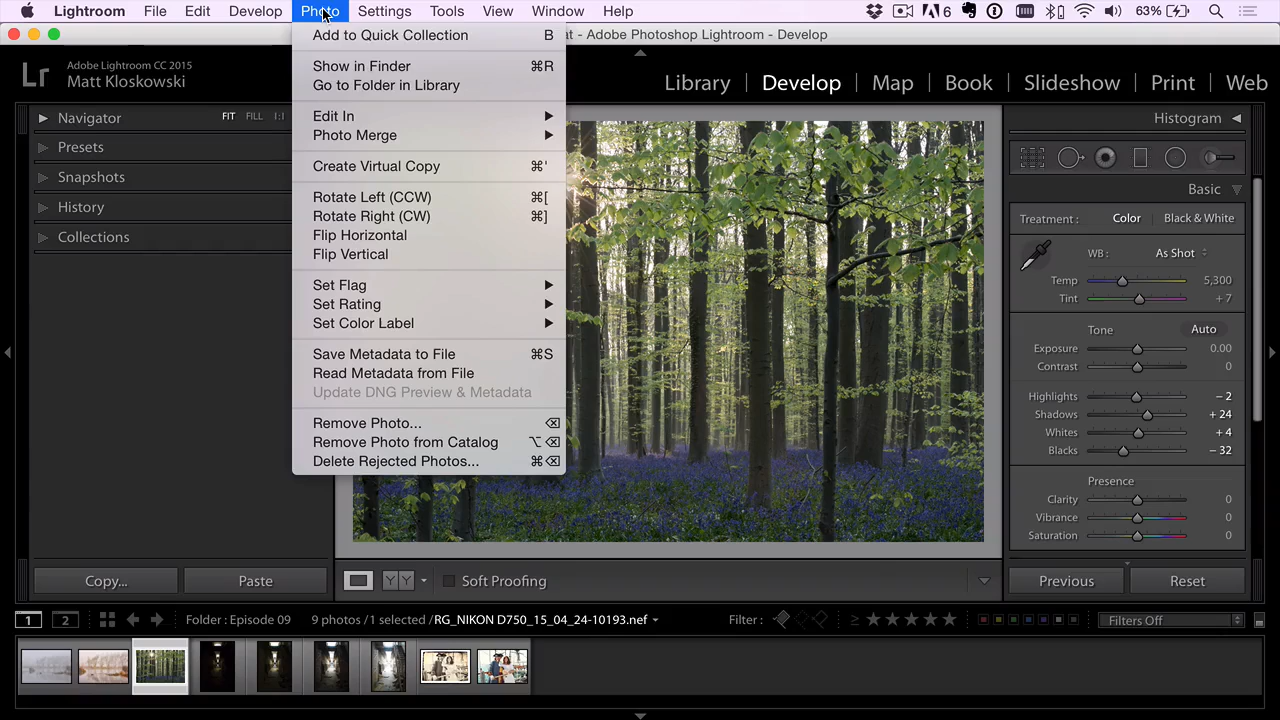 Lightroom File Edit Develop Photo Settings Tools View Window Help 6 63%
at - Adobe Photoshop Lightroom - Develop
Lr Adobe Lightroom CC 2015
Matt Kloskowski
Library Develop Map Book Slideshow Print Web
Navigator FIT FILL 1:1
Presets
Snapshots
History
Collections
Add to Quick Collection B
Show in Finder ⌘R
Go to Folder in Library
Edit In
Photo Merge
Create Virtual Copy ⌘'
Rotate Left (CCW) ⌘[
Rotate Right (CW) ⌘]
Flip Horizontal
Flip Vertical
Set Flag
Set Rating
Set Color Label
Save Metadata to File ⌘S
Read Metadata from File
Update DNG Preview & Metadata
Remove Photo... ⌫
Remove Photo from Catalog ⌥⌫
Delete Rejected Photos... ⌘⌫
Histogram
Basic
Treatment : Color Black & White
WB : As Shot
Temp 5,300
Tint + 7
Tone Auto
Exposure 0.00
Contrast 0
Highlights − 2
Shadows + 24
Whites + 4
Blacks − 32
Presence
Clarity 0
Vibrance 0
Saturation 0
Copy... Paste YY Soft Proofing Previous Reset
1 2 Folder : Episode 09 9 photos / 1 selected / RG_NIKON D750_15_04_24-10193.nef Filter : ≥ ★★★★★ Filters Off